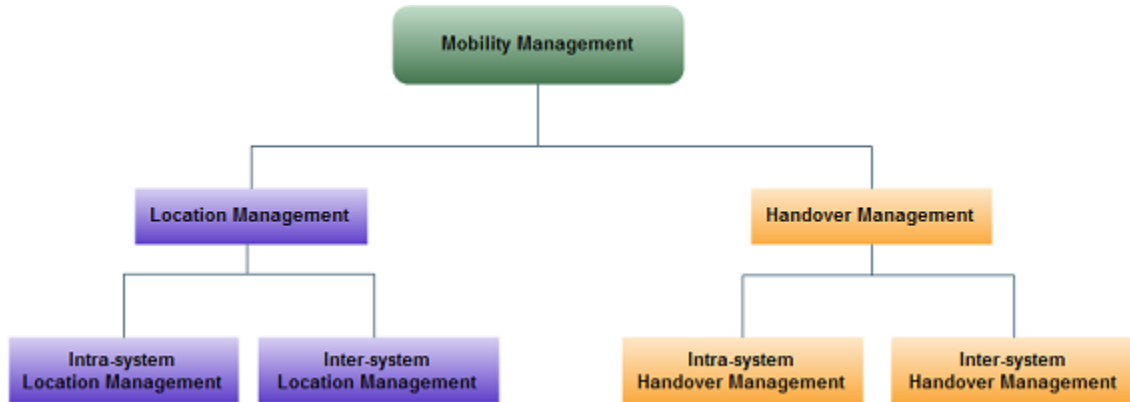 Mobility Management
Location Management
Handover Management
Intra-system
Location Management
Inter-system
Location Management
Intra-system
Handover Management
Inter-system
Handover Management